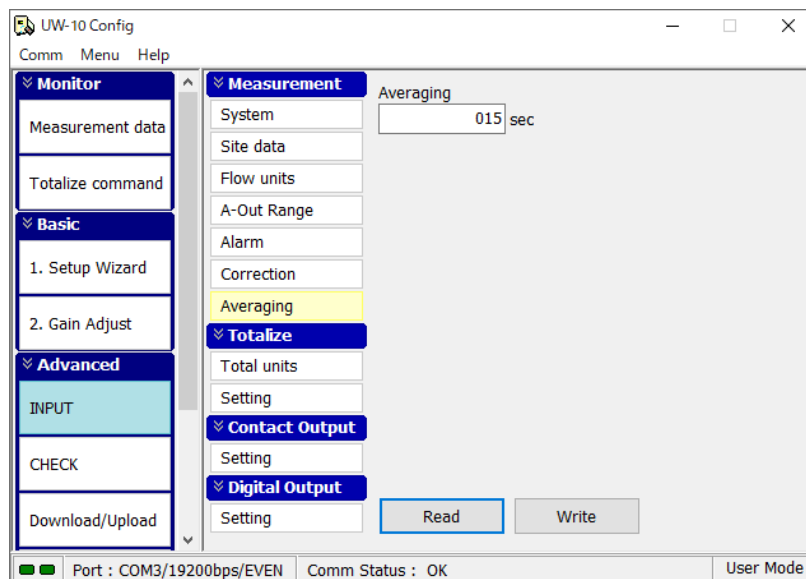 UW-10 Config
Comm Menu Help
Monitor
Measurement data
Totalize command
Basic
1. Setup Wizard
2. Gain Adjust
Advanced
INPUT
CHECK
Download/Upload
Measurement
System
Site data
Flow units
A-Out Range
Alarm
Correction
Averaging
Totalize
Total units
Setting
Contact Output
Setting
Digital Output
Setting
Averaging
015 sec
Read Write
Port : COM3/19200bps/EVEN Comm Status : OK User Mode